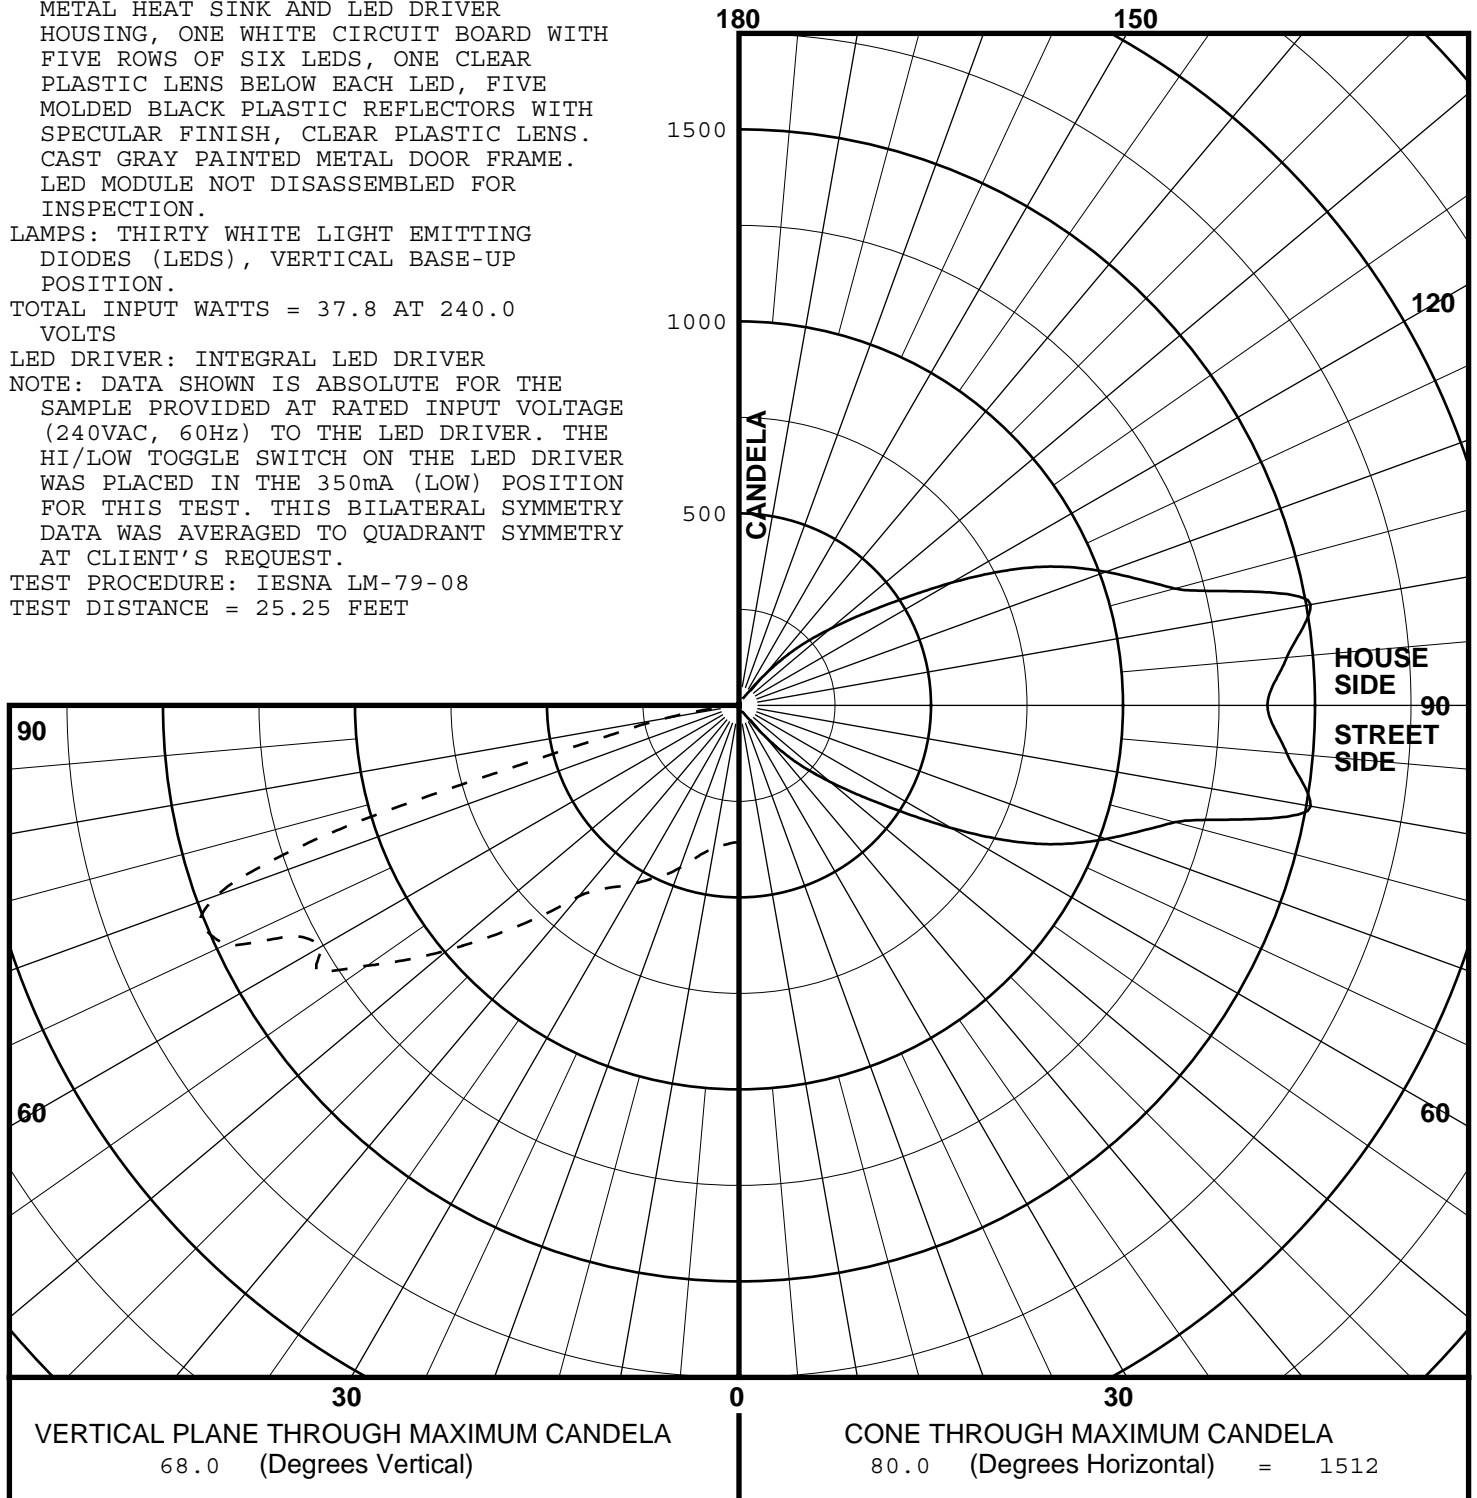 METAL HEAT SINK AND LED DRIVER
HOUSING, ONE WHITE CIRCUIT BOARD WITH
FIVE ROWS OF SIX LEDS, ONE CLEAR
PLASTIC LENS BELOW EACH LED, FIVE
MOLDED BLACK PLASTIC REFLECTORS WITH
SPECULAR FINISH, CLEAR PLASTIC LENS.
CAST GRAY PAINTED METAL DOOR FRAME.
LED MODULE NOT DISASSEMBLED FOR
INSPECTION.
LAMPS: THIRTY WHITE LIGHT EMITTING
DIODES (LEDS), VERTICAL BASE-UP
POSITION.
TOTAL INPUT WATTS = 37.8 AT 240.0
VOLTS
LED DRIVER: INTEGRAL LED DRIVER
NOTE: DATA SHOWN IS ABSOLUTE FOR THE
SAMPLE PROVIDED AT RATED INPUT VOLTAGE
(240VAC, 60Hz) TO THE LED DRIVER. THE
HI/LOW TOGGLE SWITCH ON THE LED DRIVER
WAS PLACED IN THE 350mA (LOW) POSITION
FOR THIS TEST. THIS BILATERAL SYMMETRY
DATA WAS AVERAGED TO QUADRANT SYMMETRY
AT CLIENT'S REQUEST.
TEST PROCEDURE: IESNA LM-79-08
TEST DISTANCE = 25.25 FEET
180
150
1500
120
1000
CANDELA
500
HOUSE
SIDE
90
STREET
SIDE
90
60
60
30
0
30
VERTICAL PLANE THROUGH MAXIMUM CANDELA
68.0 (Degrees Vertical)
CONE THROUGH MAXIMUM CANDELA
80.0 (Degrees Horizontal) = 1512